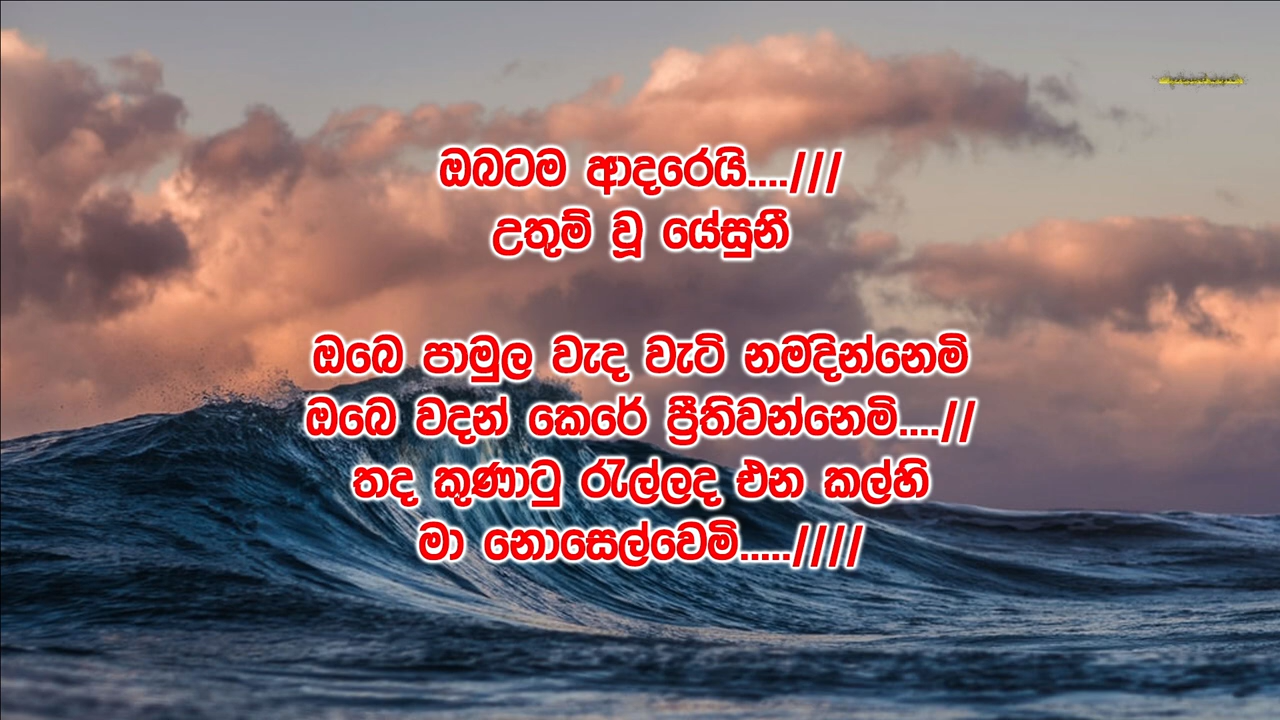 ඔබටම ආදරෙයි....///
උතුම් වූ යේසුනී
ඔබෙ පාමුල වැද වැටි නමදින්නෙමි
ඔබෙ වදන් කෙරේ ප්‍රීතිවන්නෙමි....//
තද කුණාටු රැල්ලද එන කල්හි
මා නොසෙල්වෙමි.....////